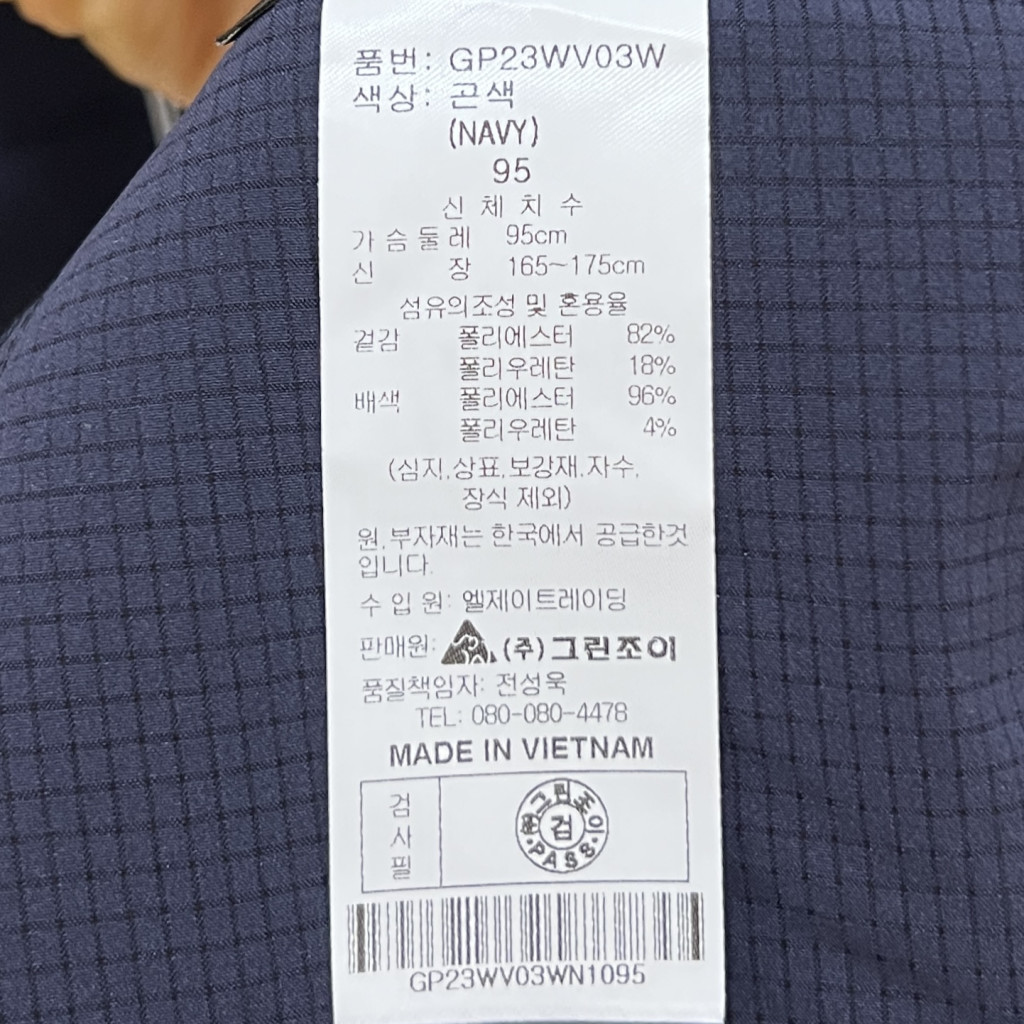 품번: GP23WV03W
색상: 곤색
(NAVY)
95
신 체 치 수
가슴둘레 95cm
신 장 165~175cm
섬유의조성 및 혼용율
겉감 폴리에스터 82%
폴리우레탄 18%
배색 폴리에스터 96%
폴리우레탄 4%
(심지.상표.보강재.자수.
장식 제외)
원.부자재는 한국에서 공급한것
입니다.
수 입 원: 엘제이트레이딩
판매원: (주)그린조이
품질책임자: 전성욱
TEL: 080-080-4478
MADE IN VIETNAM
검사필
그린조이
검
PASS
GP23WV03WN1095